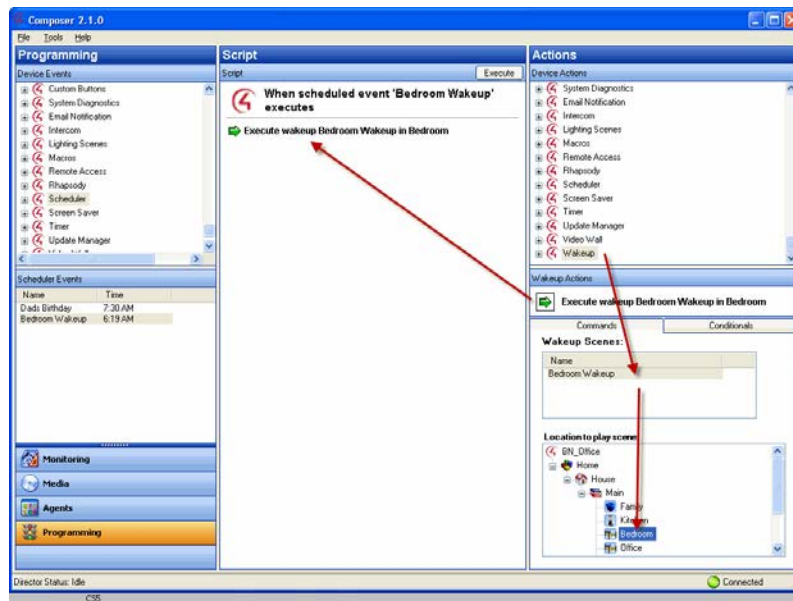 Composer 2.1.0
File Tools Help
Programming
Device Events
Custom Buttons
System Diagnostics
Email Notification
Intercom
Lighting Scenes
Macros
Remote Access
Rhapsody
Scheduler
Screen Saver
Timer
Update Manager
Scheduler Events
Name Time
Dads Birthday 7:30 AM
Bedroom Wakeup 6:19 AM
Monitoring
Media
Agents
Programming
Script
Script Execute
When scheduled event 'Bedroom Wakeup'
executes
Execute wakeup Bedroom Wakeup in Bedroom
Actions
Device Actions
System Diagnostics
Email Notification
Intercom
Lighting Scenes
Macros
Remote Access
Rhapsody
Scheduler
Screen Saver
Timer
Update Manager
Video Wall
Wakeup
Wakeup Actions
Execute wakeup Bedroom Wakeup in Bedroom
Commands Conditionals
Wakeup Scenes:
Name
Bedroom Wakeup
Location to play scene
BN_Office
Home
House
Main
Family
Kitchen
Bedroom
Office
Director Status: Idle
Connected
CS5